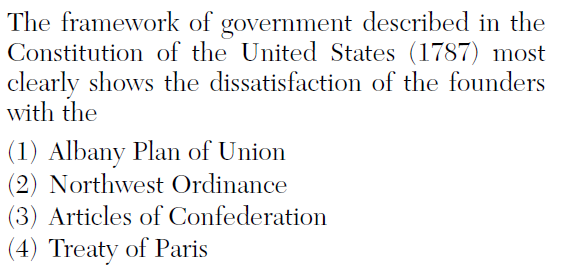 The framework of government described in the
Constitution of the United States (1787) most
clearly shows the dissatisfaction of the founders
with the
(1) Albany Plan of Union
(2) Northwest Ordinance
(3) Articles of Confederation
(4) Treaty of Paris